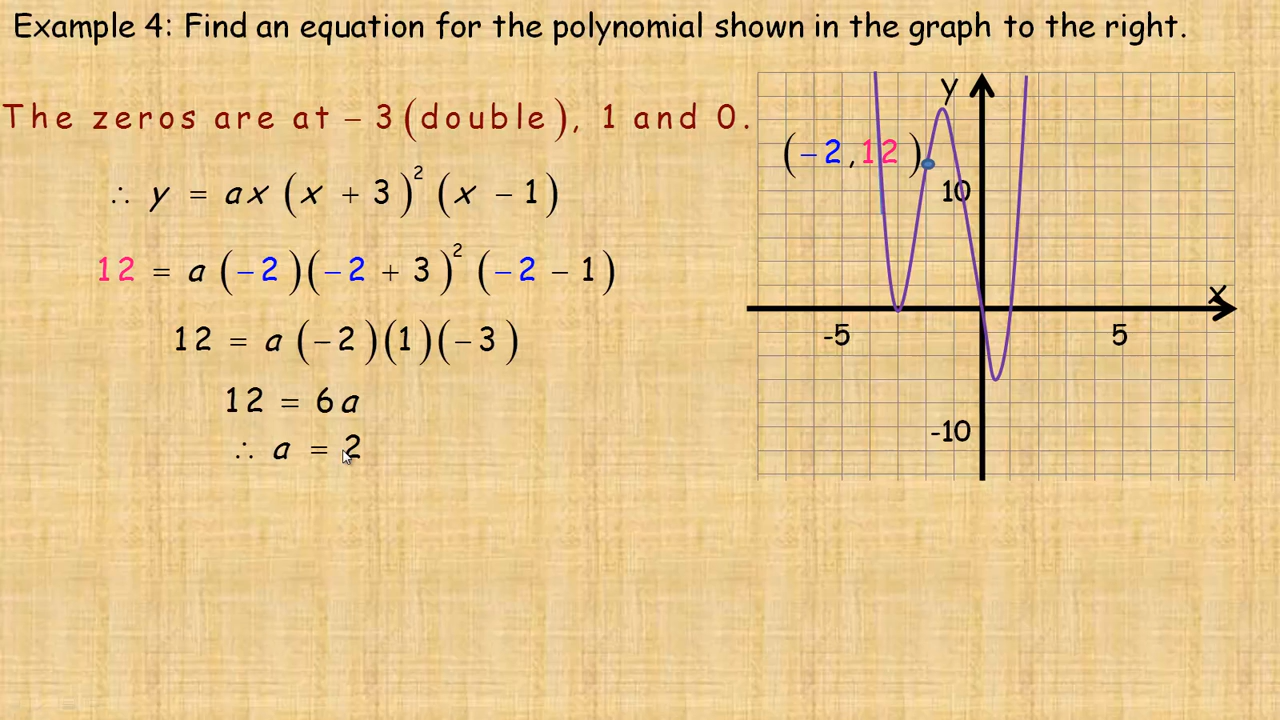 Example 4: Find an equation for the polynomial shown in the graph to the right.
The zeros are at – 3 (double), 1 and 0.
∴ y = ax (x + 3)² (x − 1)
12 = a (−2)(−2 + 3)² (−2 − 1)
12 = a (−2)(1)(−3)
12 = 6a
∴ a = 2
y
(−2, 12)
10
x
-5
5
-10